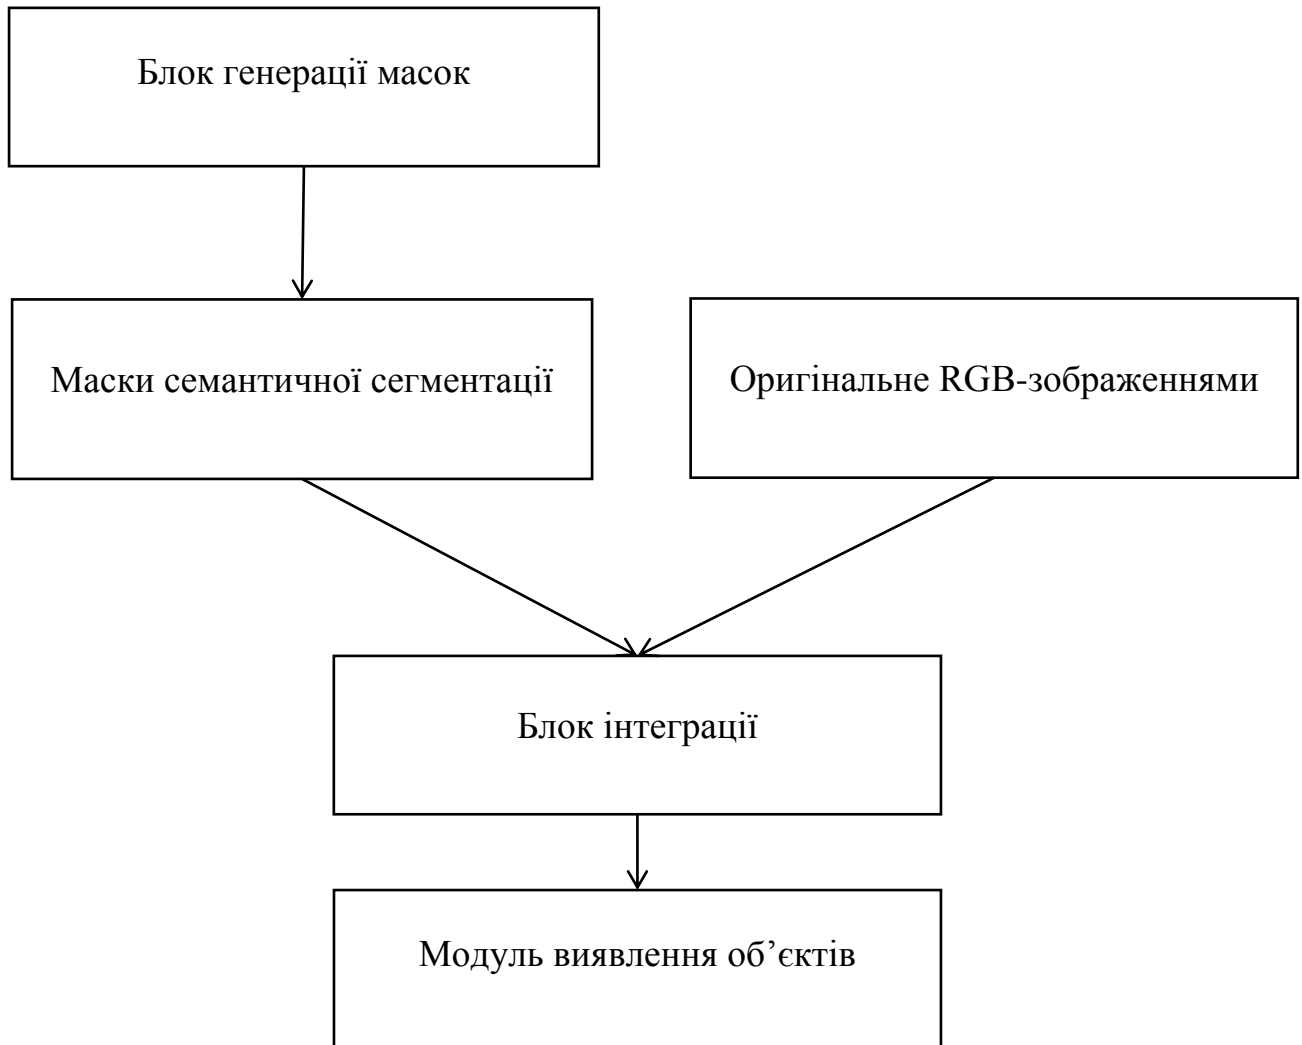 Блок генерації масок
Маски семантичної сегментації
Оригінальне RGB-зображеннями
Блок інтеграції
Модуль виявлення об’єктів